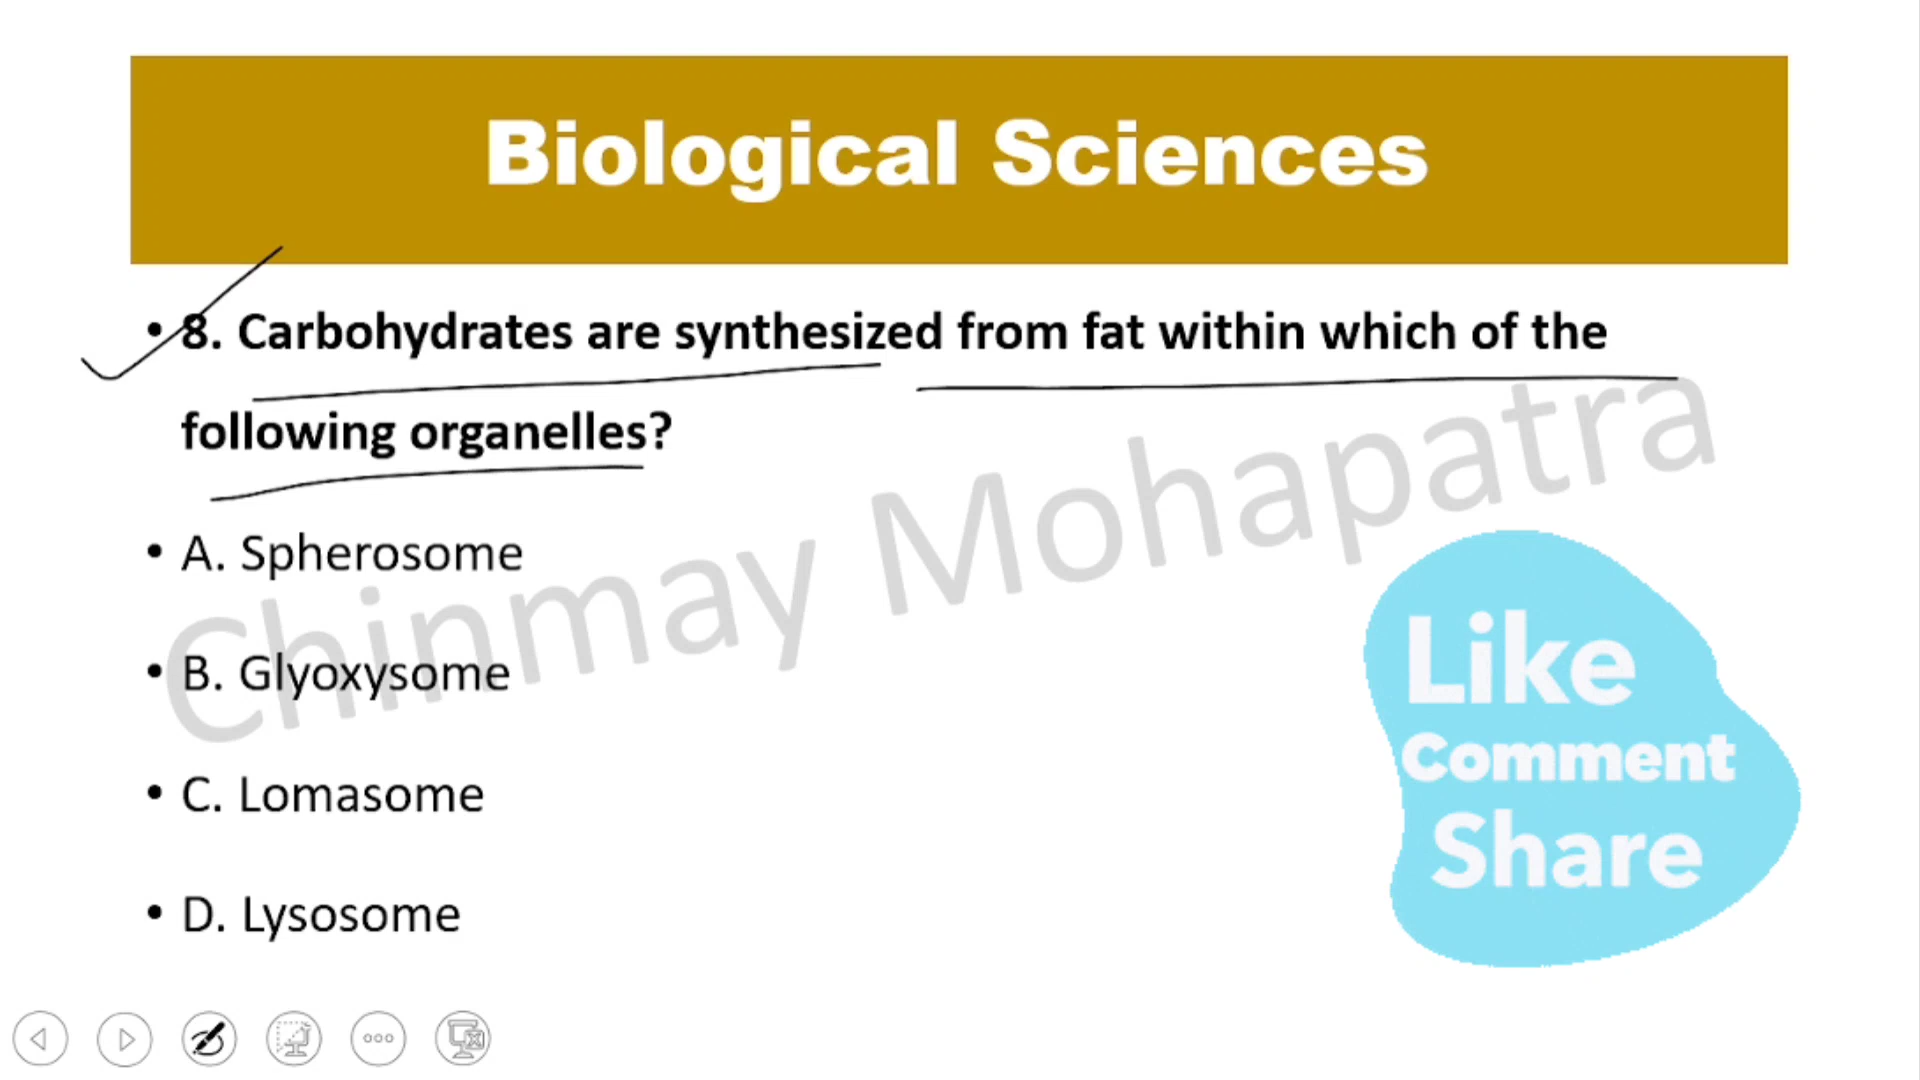 Biological Sciences
• 8. Carbohydrates are synthesized from fat within which of the
following organelles?
Chinmay Mohapatra
• A. Spherosome
• B. Glyoxysome
• C. Lomasome
• D. Lysosome
Like
Comment
Share